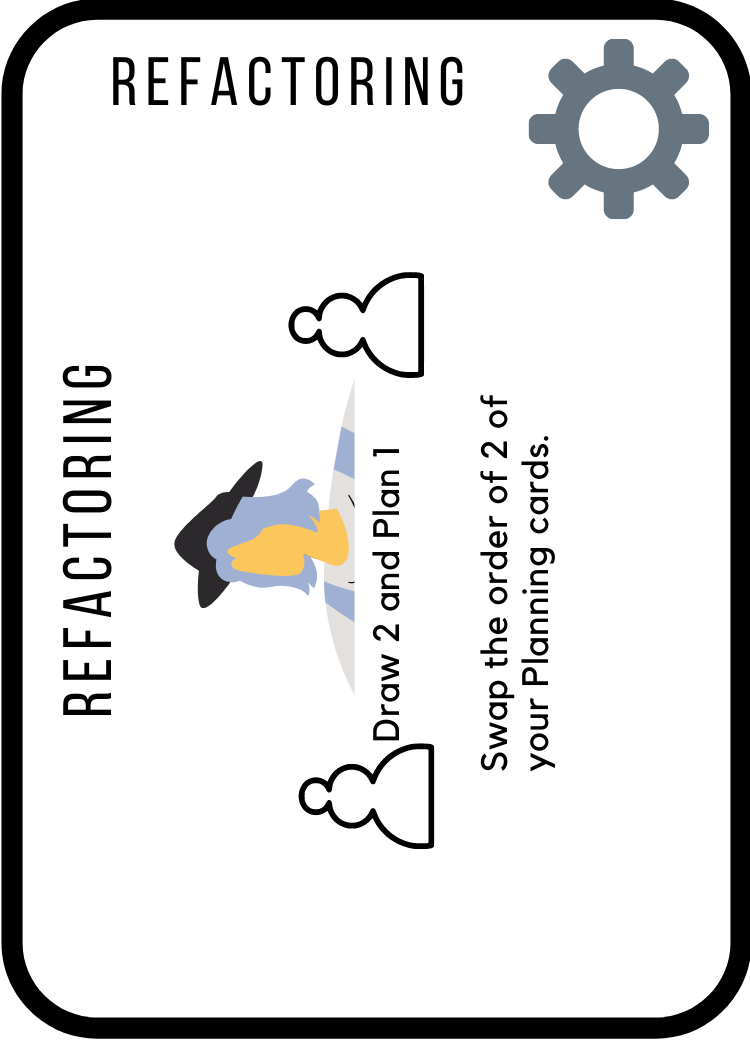 REFACTORING
REFACTORING
Draw 2 and Plan 1
Swap the order of 2 of
your Planning cards.